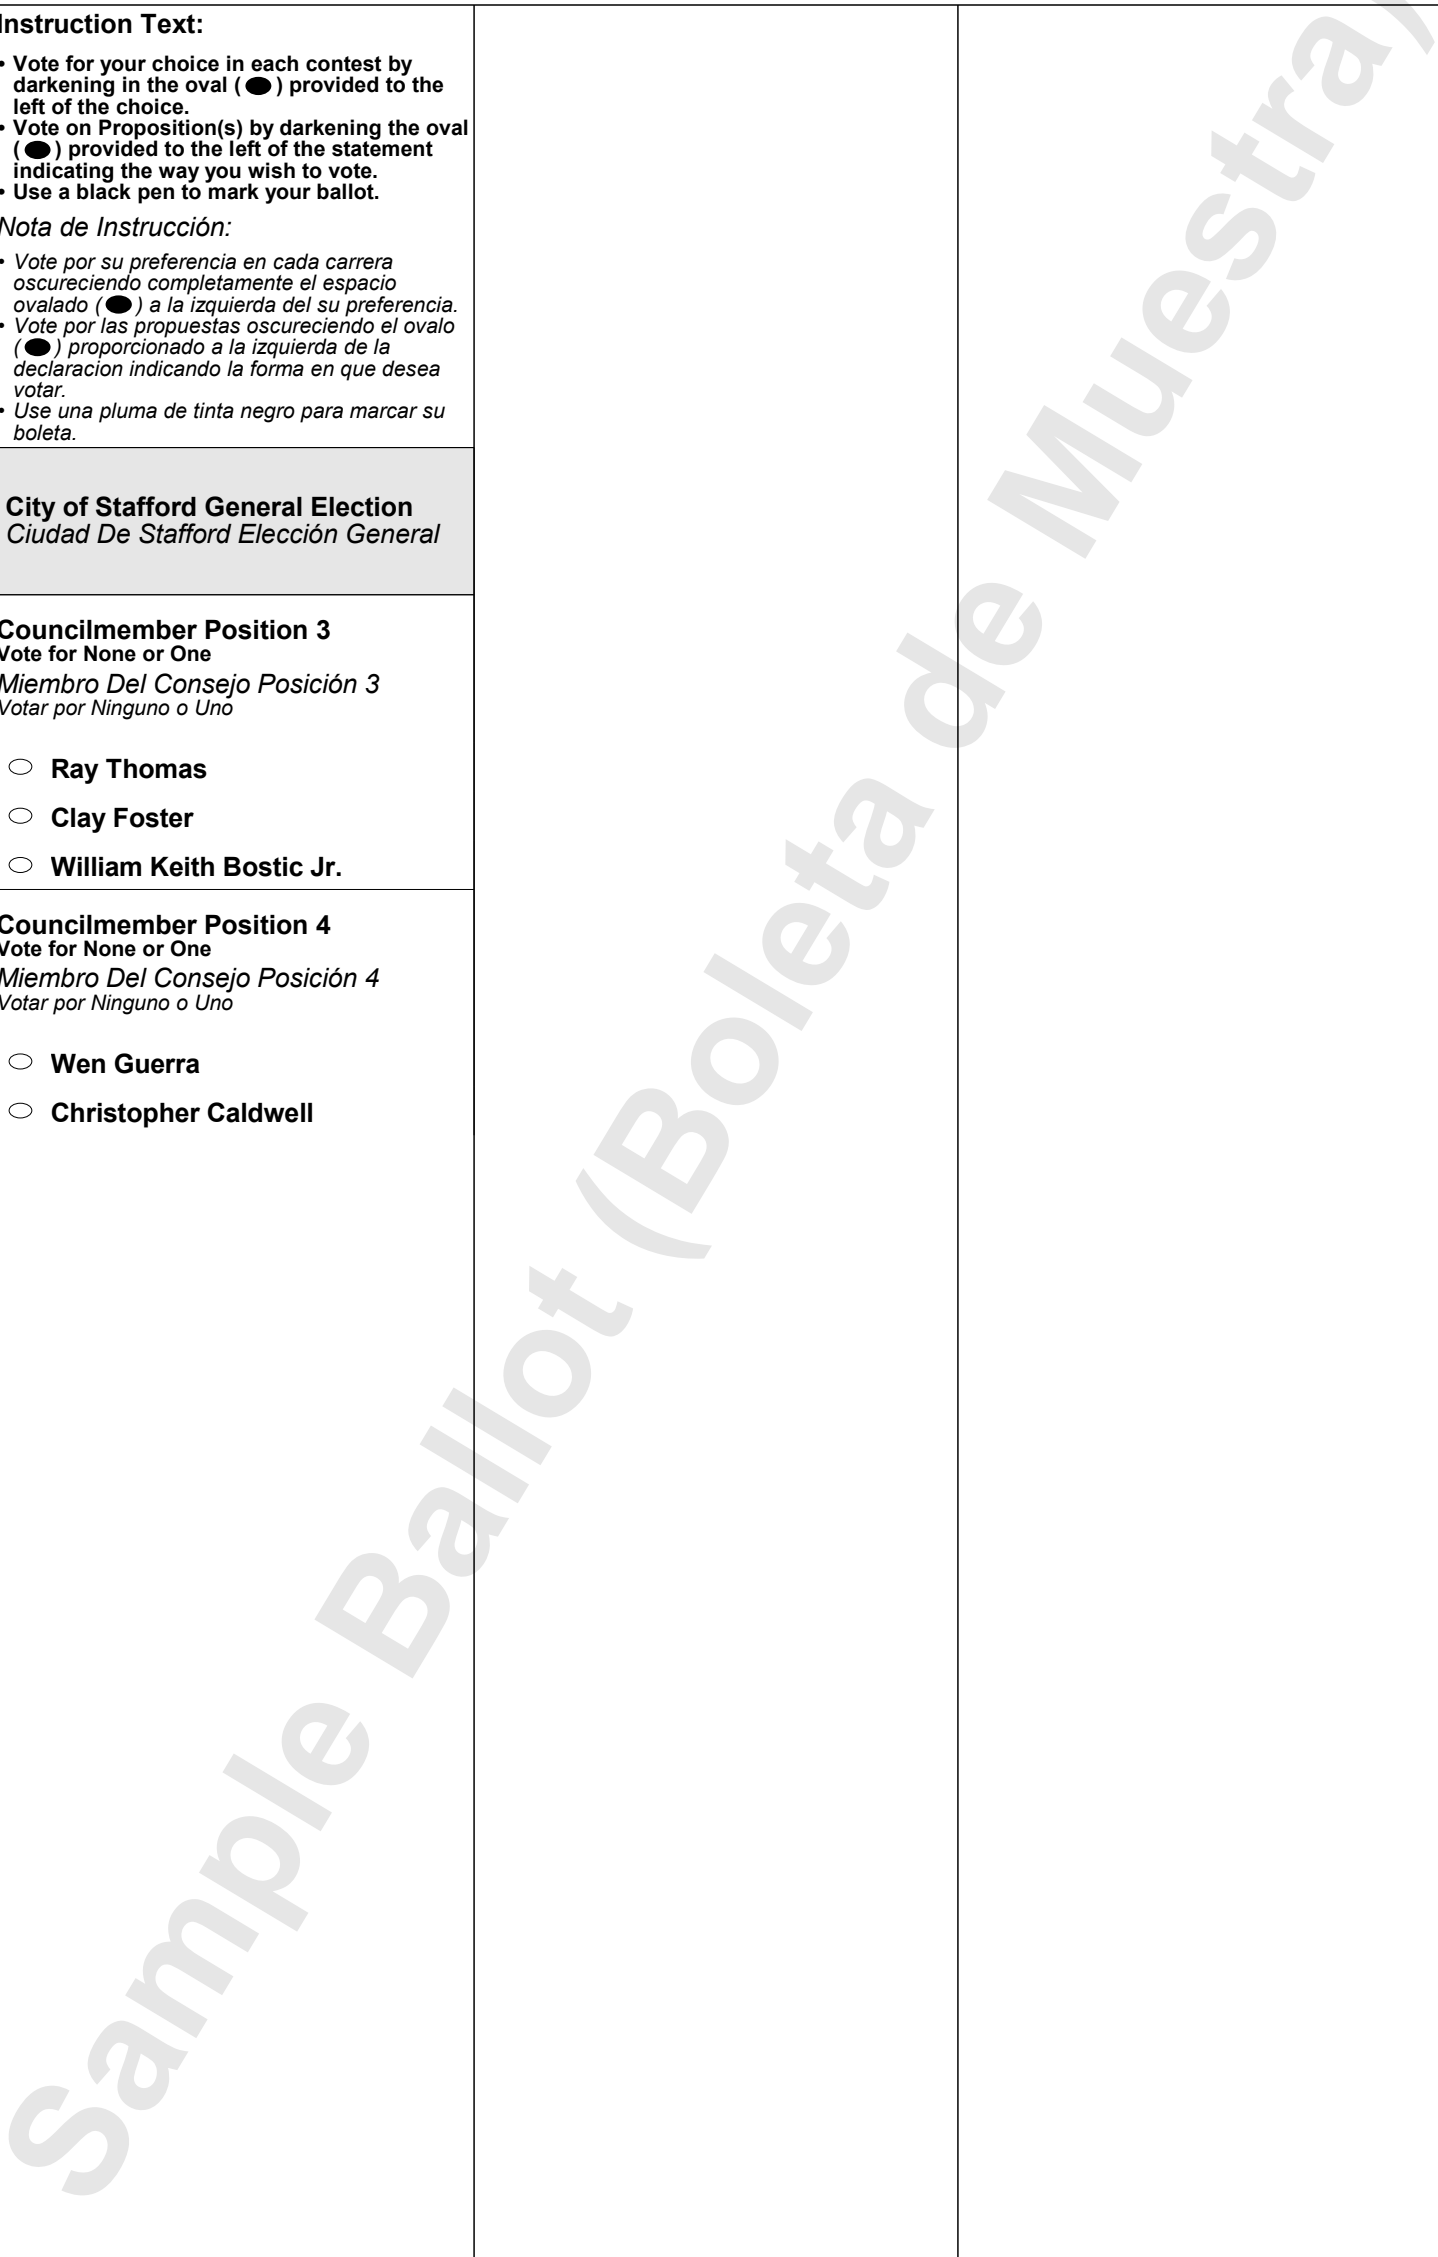 Instruction Text:
• Vote for your choice in each contest by
darkening in the oval ( ) provided to the
left of the choice.
• Vote on Proposition(s) by darkening the oval
( ) provided to the left of the statement
indicating the way you wish to vote.
• Use a black pen to mark your ballot.
Nota de Instrucción:
• Vote por su preferencia en cada carrera
oscureciendo completamente el espacio
ovalado ( ) a la izquierda del su preferencia.
• Vote por las propuestas oscureciendo el ovalo
( ) proporcionado a la izquierda de la
declaracion indicando la forma en que desea
votar.
• Use una pluma de tinta negro para marcar su
boleta.
City of Stafford General Election
Ciudad De Stafford Elección General
Councilmember Position 3
Vote for None or One
Miembro Del Consejo Posición 3
Votar por Ninguno o Uno
Ray Thomas
Clay Foster
William Keith Bostic Jr.
Councilmember Position 4
Vote for None or One
Miembro Del Consejo Posición 4
Votar por Ninguno o Uno
Wen Guerra
Christopher Caldwell
Sample Ballot (Boleta de Muestra)